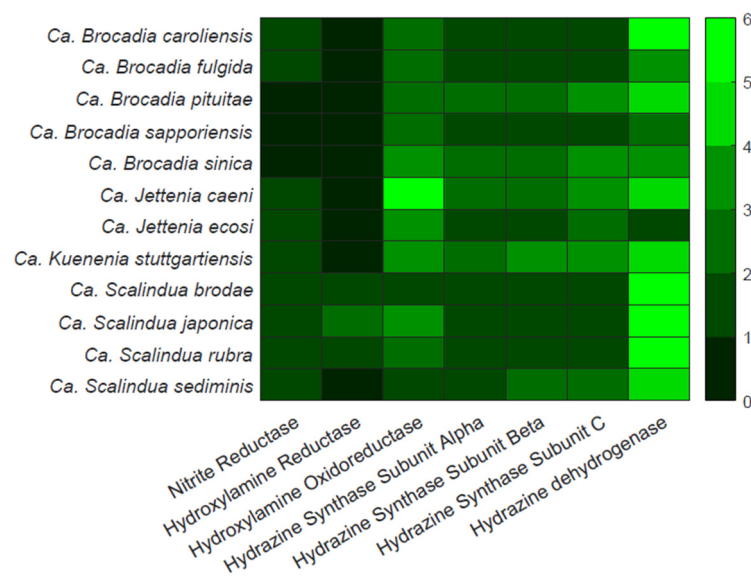 Ca. Brocadia caroliensis
Ca. Brocadia fulgida
Ca. Brocadia pituitae
Ca. Brocadia sapporiensis
Ca. Brocadia sinica
Ca. Jettenia caeni
Ca. Jettenia ecosi
Ca. Kuenenia stuttgartiensis
Ca. Scalindua brodae
Ca. Scalindua japonica
Ca. Scalindua rubra
Ca. Scalindua sediminis
Nitrite Reductase
Hydroxylamine Reductase
Hydroxylamine Oxidoreductase
Hydrazine Synthase Subunit Alpha
Hydrazine Synthase Subunit Beta
Hydrazine Synthase Subunit C
Hydrazine dehydrogenase
6
5
4
3
2
1
0